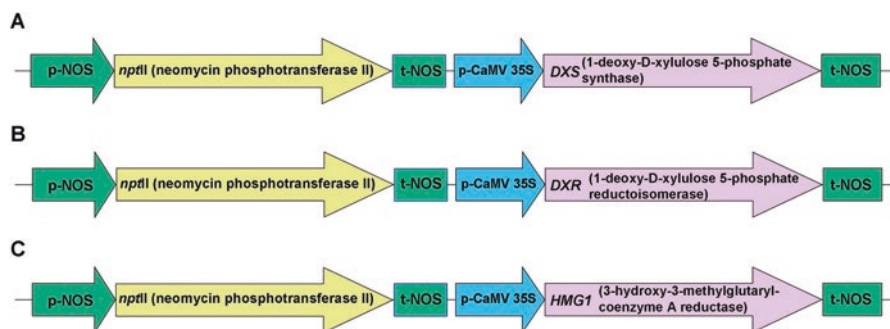 A
p-NOS nptII (neomycin phosphotransferase II) t-NOS p-CaMV 35S DXS (1-deoxy-D-xylulose 5-phosphate
synthase) t-NOS
B
p-NOS nptII (neomycin phosphotransferase II) t-NOS p-CaMV 35S DXR (1-deoxy-D-xylulose 5-phosphate
reductoisomerase) t-NOS
C
p-NOS nptII (neomycin phosphotransferase II) t-NOS p-CaMV 35S HMG1 (3-hydroxy-3-methylglutaryl-
coenzyme A reductase) t-NOS